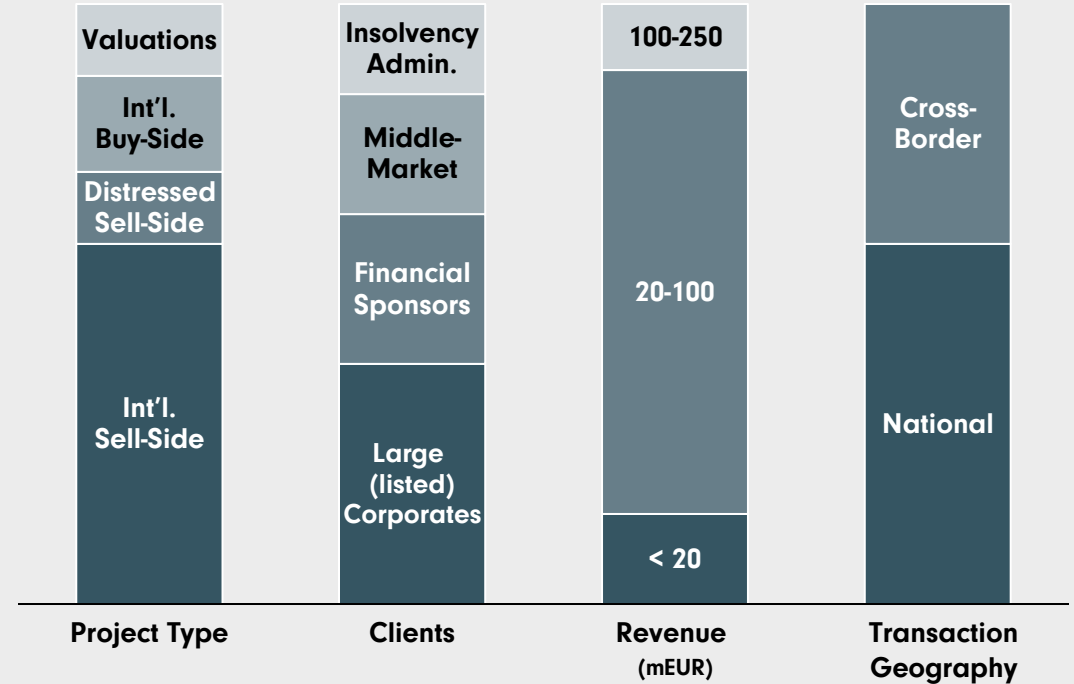 Valuations
Int'l.
Buy-Side
Distressed
Sell-Side
Int'l.
Sell-Side
Project Type
Insolvency
Admin.
Middle-
Market
Financial
Sponsors
Large
(listed)
Corporates
Clients
100-250
20-100
< 20
Revenue
(mEUR)
Cross-
Border
National
Transaction
Geography